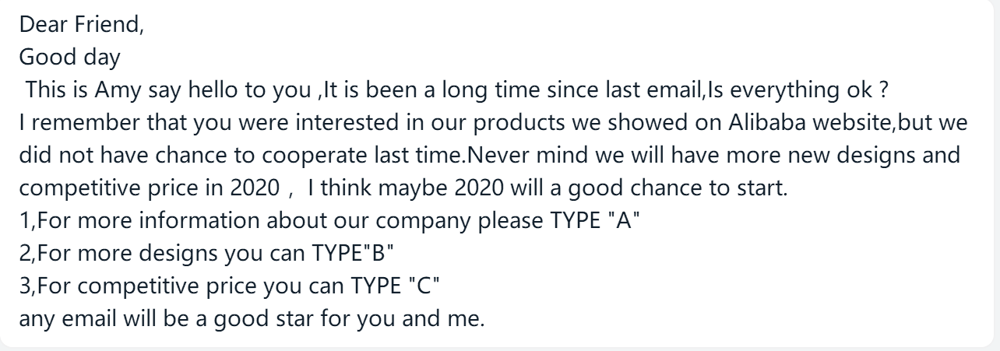 Dear Friend,
Good day
This is Amy say hello to you ,It is been a long time since last email,Is everything ok ?
I remember that you were interested in our products we showed on Alibaba website,but we
did not have chance to cooperate last time.Never mind we will have more new designs and
competitive price in 2020， I think maybe 2020 will a good chance to start.
1,For more information about our company please TYPE "A"
2,For more designs you can TYPE"B"
3,For competitive price you can TYPE "C"
any email will be a good star for you and me.